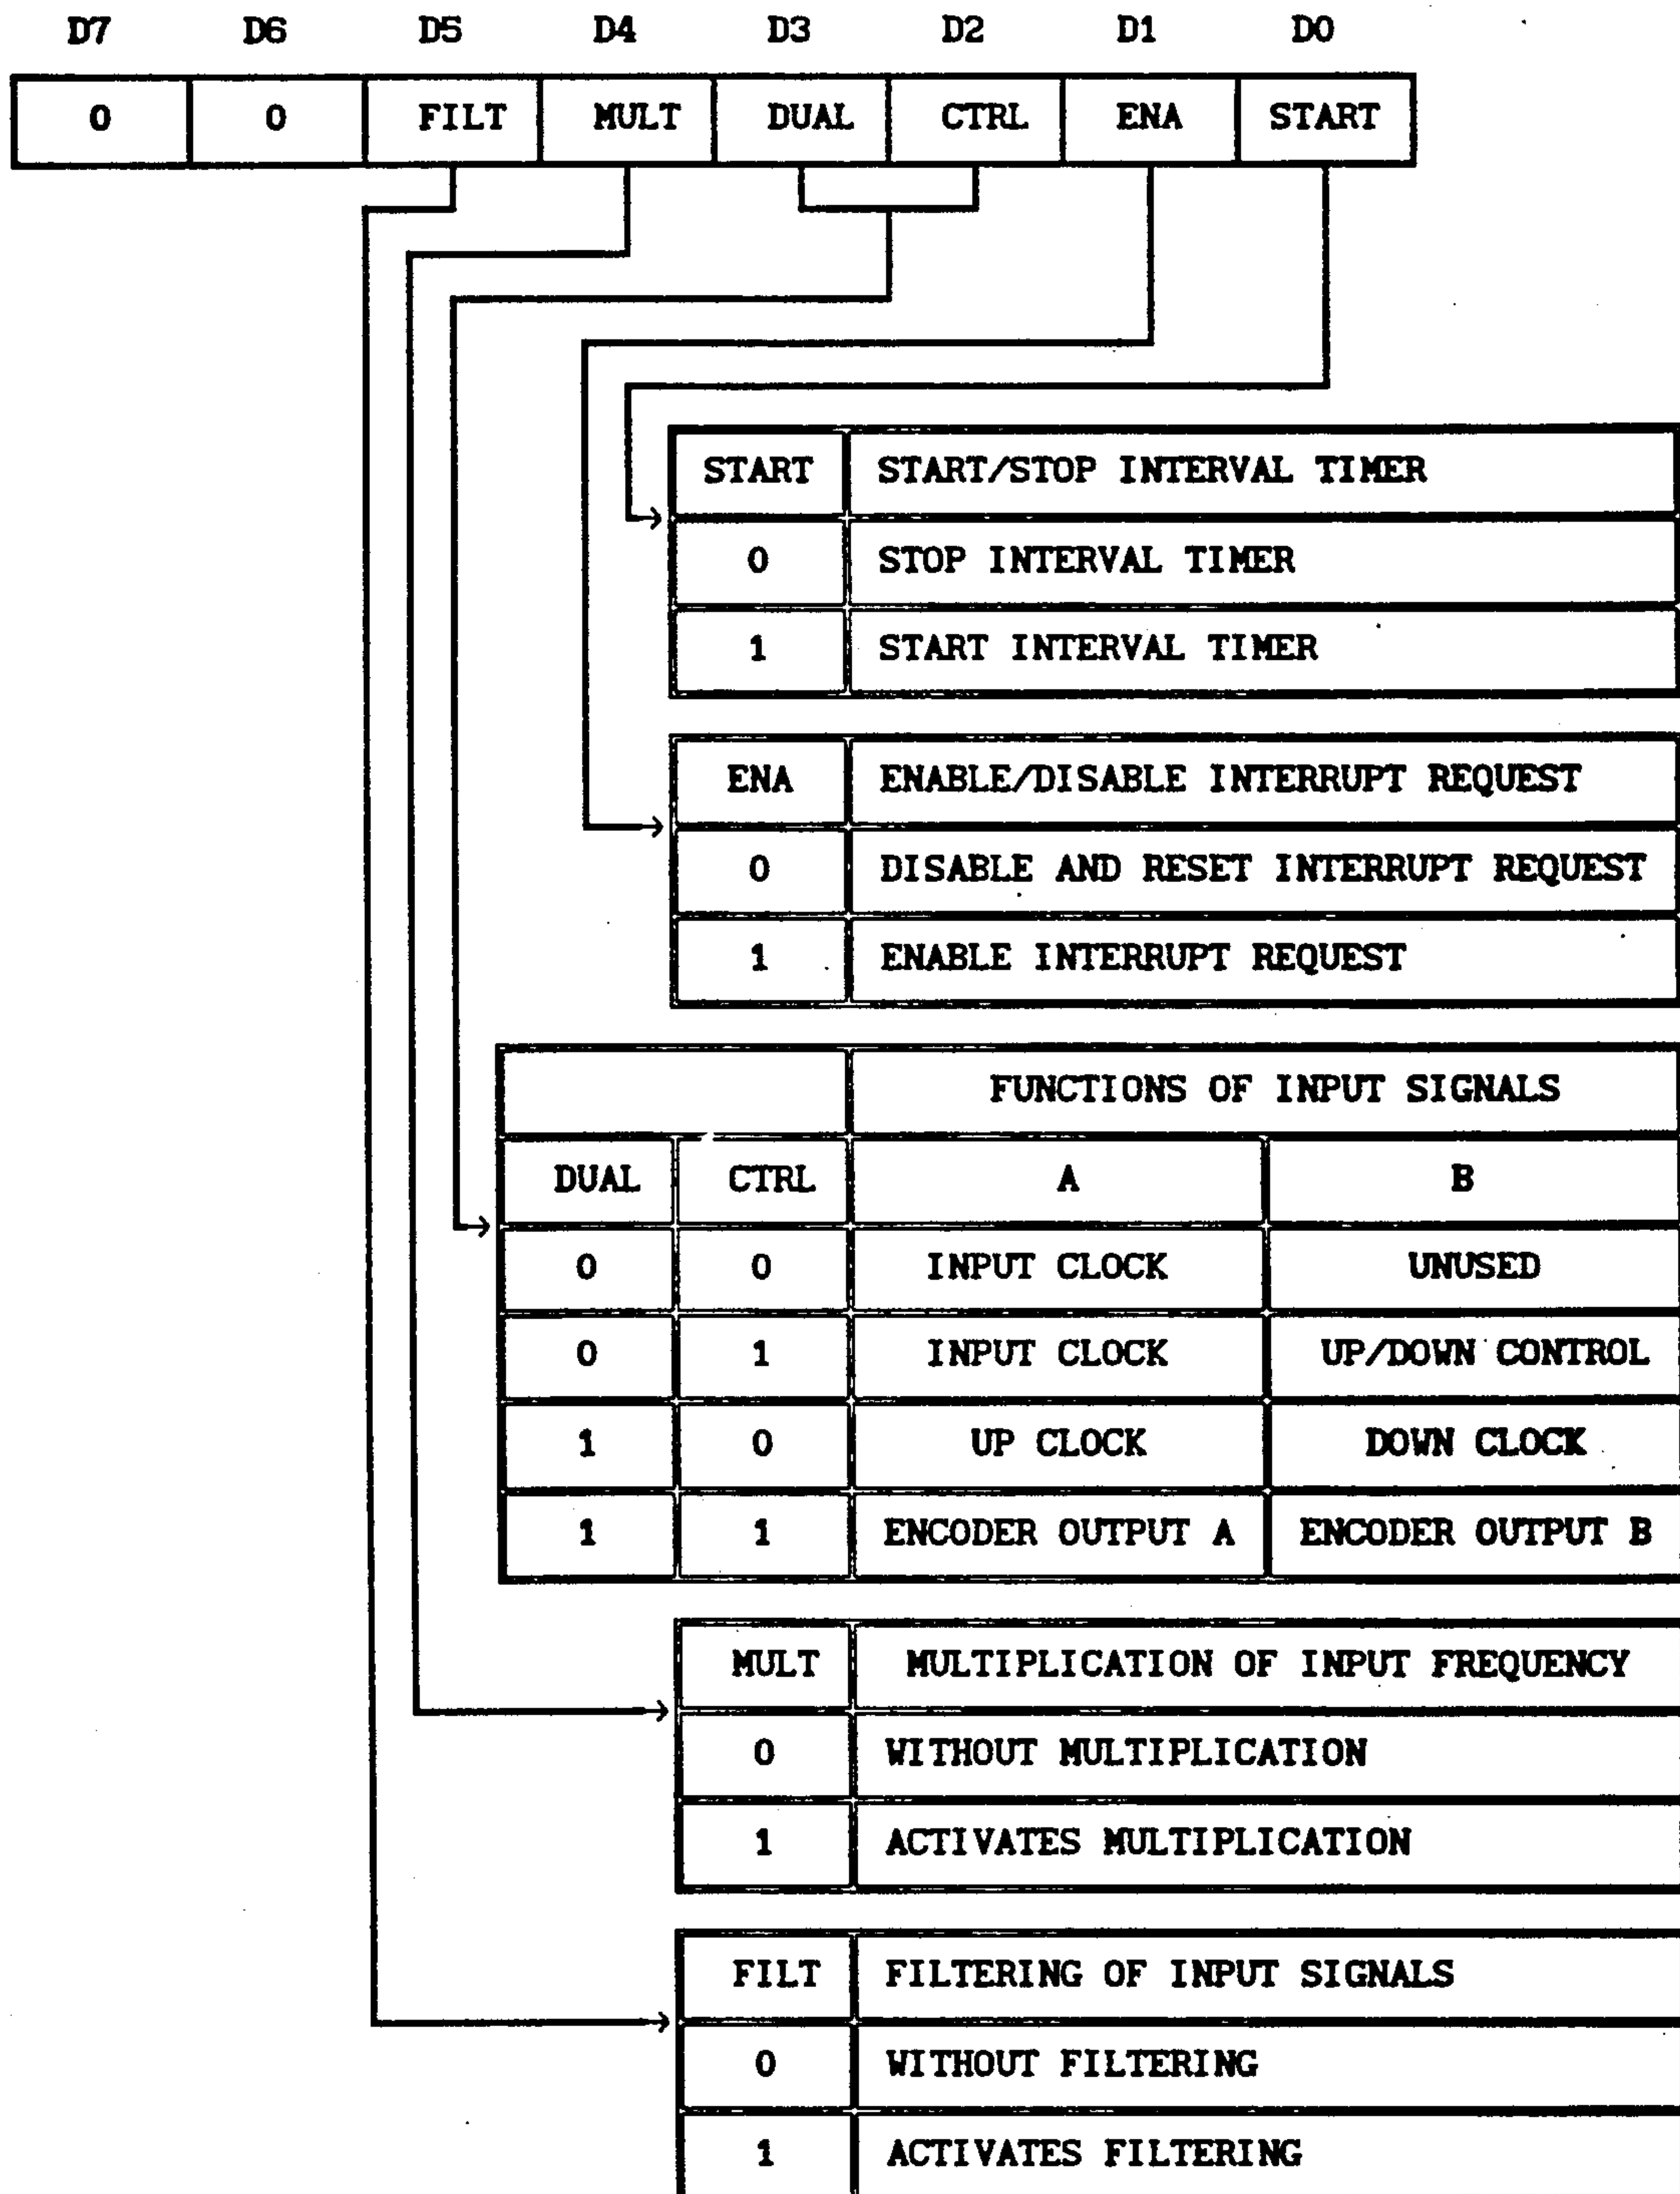 D7 D6 D5 D4 D3 D2 D1 D0
0 0 FILT MULT DUAL CTRL ENA START
START START/STOP INTERVAL TIMER
0 STOP INTERVAL TIMER
1 START INTERVAL TIMER
ENA ENABLE/DISABLE INTERRUPT REQUEST
0 DISABLE AND RESET INTERRUPT REQUEST
1 ENABLE INTERRUPT REQUEST
FUNCTIONS OF INPUT SIGNALS
DUAL CTRL A B
0 0 INPUT CLOCK UNUSED
0 1 INPUT CLOCK UP/DOWN CONTROL
1 0 UP CLOCK DOWN CLOCK
1 1 ENCODER OUTPUT A ENCODER OUTPUT B
MULT MULTIPLICATION OF INPUT FREQUENCY
0 WITHOUT MULTIPLICATION
1 ACTIVATES MULTIPLICATION
FILT FILTERING OF INPUT SIGNALS
0 WITHOUT FILTERING
1 ACTIVATES FILTERING